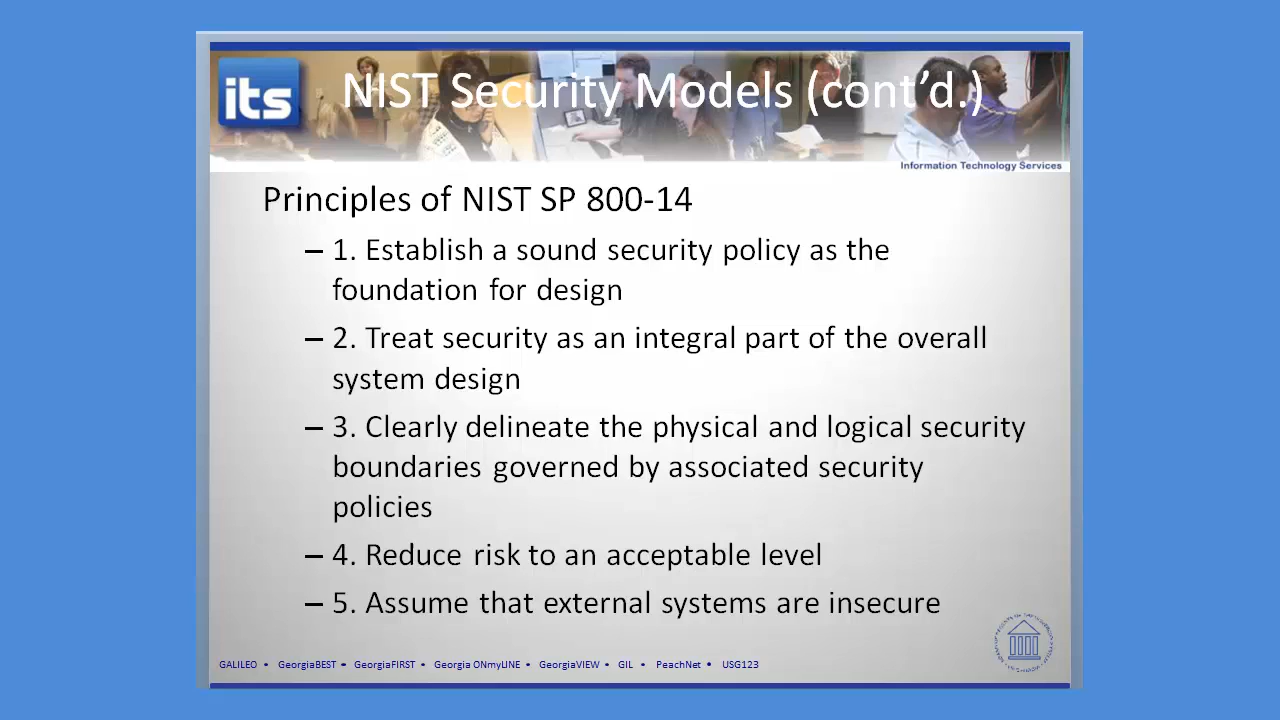 its
NIST Security Models (cont'd.)
Information Technology Services
Principles of NIST SP 800-14
– 1. Establish a sound security policy as the
foundation for design
– 2. Treat security as an integral part of the overall
system design
– 3. Clearly delineate the physical and logical security
boundaries governed by associated security
policies
– 4. Reduce risk to an acceptable level
– 5. Assume that external systems are insecure
GALILEO • GeorgiaBEST • GeorgiaFIRST • Georgia ONmyLINE • GeorgiaVIEW • GIL • PeachNet • USG123